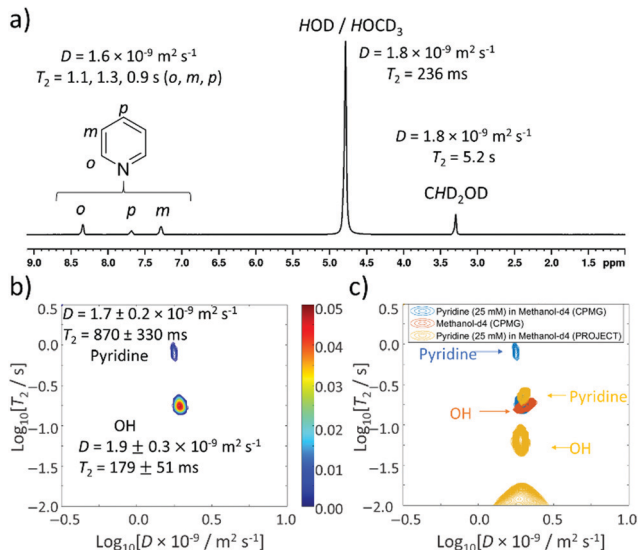 a)
HOD / HOCD₃
D = 1.6 × 10⁻⁹ m² s⁻¹
T₂ = 1.1, 1.3, 0.9 s (o, m, p)
D = 1.8 × 10⁻⁹ m² s⁻¹
T₂ = 236 ms
p
m
o
N
D = 1.8 × 10⁻⁹ m² s⁻¹
T₂ = 5.2 s
CHD₂OD
o p m
9.0 8.5 8.0 7.5 7.0 6.5 6.0 5.5 5.0 4.5 4.0 3.5 3.0 2.5 2.0 1.5 ppm
b)
D = 1.7 ± 0.2 × 10⁻⁹ m² s⁻¹
T₂ = 870 ± 330 ms
Pyridine
OH
D = 1.9 ± 0.3 × 10⁻⁹ m² s⁻¹
T₂ = 179 ± 51 ms
Log₁₀[T₂ / s]
0.5
0.0
-0.5
-1.0
-1.5
-2.0
-0.5 0.0 0.5 1.0
Log₁₀[D × 10⁻⁹ / m² s⁻¹]
0.05
0.04
0.03
0.02
0.01
0.00
c)
Pyridine (25 mM) in Methanol-d4 (CPMG)
Methanol-d4 (CPMG)
Pyridine (25 mM) in Methanol-d4 (PROJECT)
Pyridine
Pyridine
OH
OH
Log₁₀[T₂ / s]
0.5
0.0
-0.5
-1.0
-1.5
-2.0
-0.5 0.0 0.5 1.0
Log₁₀[D × 10⁻⁹ / m² s⁻¹]